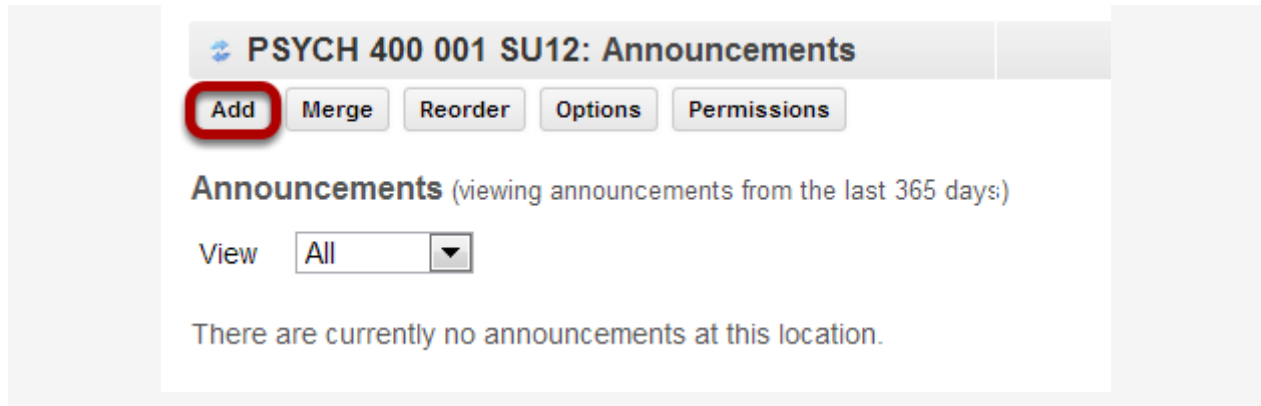 PSYCH 400 001 SU12: Announcements
Add Merge Reorder Options Permissions
Announcements (viewing announcements from the last 365 days)
View All
There are currently no announcements at this location.